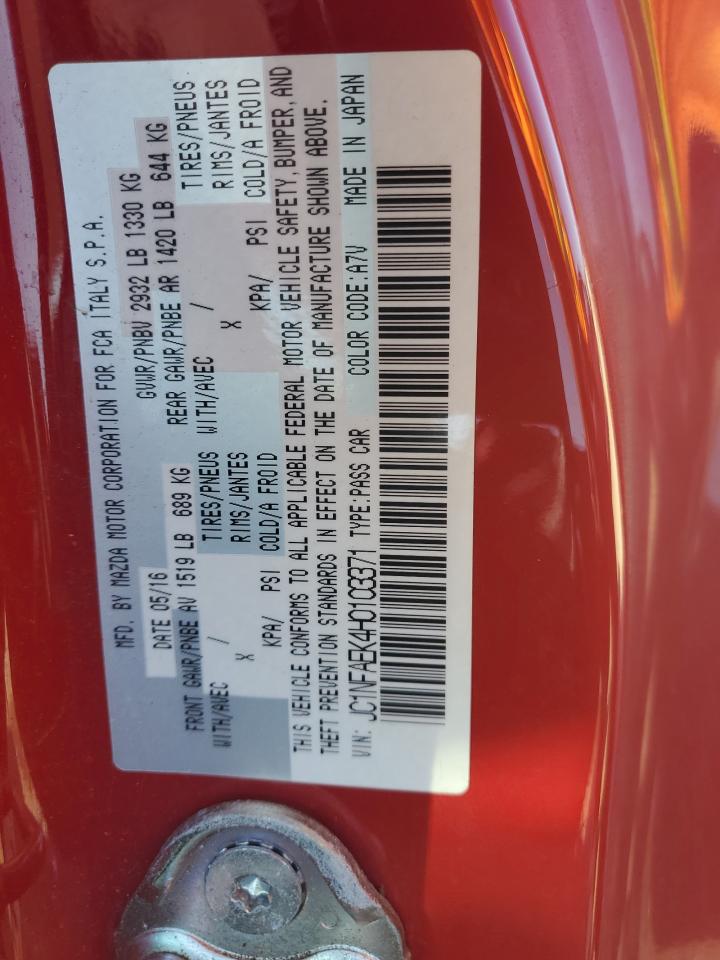 MFD. BY MAZDA MOTOR CORPORATION FOR FCA ITALY S.P.A.
DATE 05/16 GVWR/PNBV 2932 LB 1330 KG
FRONT GAWR/PNBE AV 1519 LB 689 KG REAR GAWR/PNBE AR 1420 LB 644 KG
WITH/AVEC / TIRES/PNEUS WITH/AVEC / TIRES/PNEUS
X RIMS/JANTES X RIMS/JANTES
KPA/ PSI COLD/A FROID KPA/ PSI COLD/A FROID
THIS VEHICLE CONFORMS TO ALL APPLICABLE FEDERAL MOTOR VEHICLE SAFETY, BUMPER, AND
THEFT PREVENTION STANDARDS IN EFFECT ON THE DATE OF MANUFACTURE SHOWN ABOVE.
VIN: JC1NFAEK4H0103371 TYPE:PASS CAR COLOR CODE:A7V MADE IN JAPAN